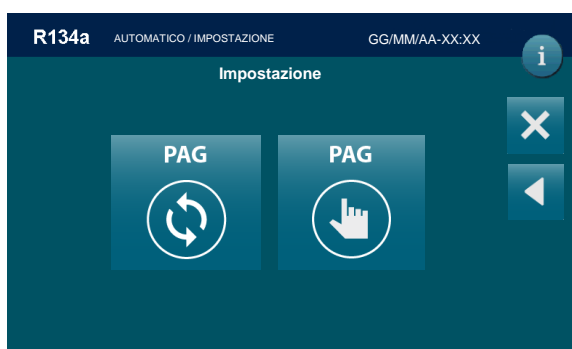 R134a AUTOMATICO / IMPOSTAZIONE GG/MM/AA-XX:XX
i
Impostazione
PAG PAG